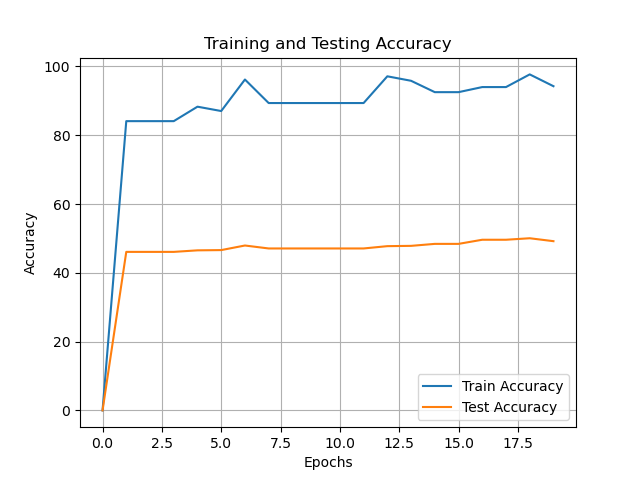 Training and Testing Accuracy
100
80
60
40
20
0
Accuracy
0.0 2.5 5.0 7.5 10.0 12.5 15.0 17.5
Epochs
Train Accuracy
Test Accuracy